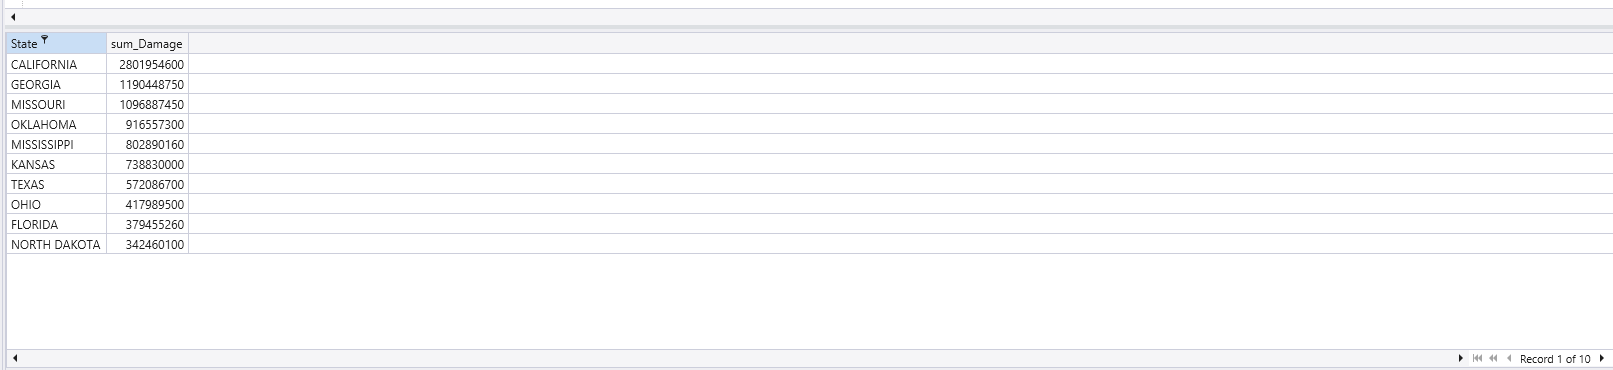 State sum_Damage
CALIFORNIA 2801954600
GEORGIA 1190448750
MISSOURI 1096887450
OKLAHOMA 916557300
MISSISSIPPI 802890160
KANSAS 738830000
TEXAS 572086700
OHIO 417989500
FLORIDA 379455260
NORTH DAKOTA 342460100
Record 1 of 10